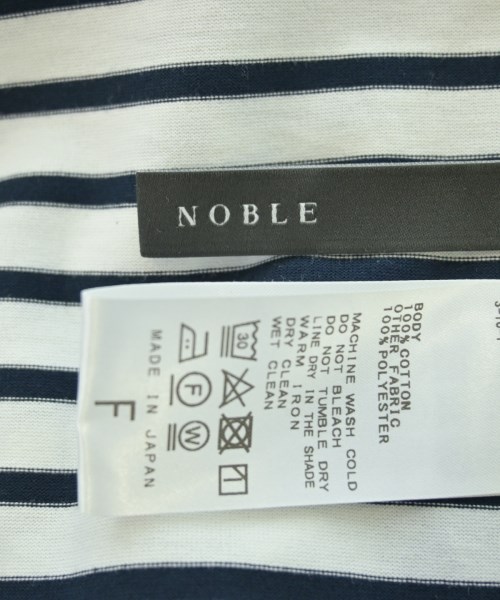 NOBLE
BODY
100%COTTON
OTHER FABRIC
100%POLYESTER
MACHINE WASH COLD
DO NOT BLEACH
DO NOT TUMBLE DRY
LINE DRY IN THE SHADE
WARM IRON
DRY CLEAN
WET CLEAN
30
F
W
MADE IN JAPAN
F